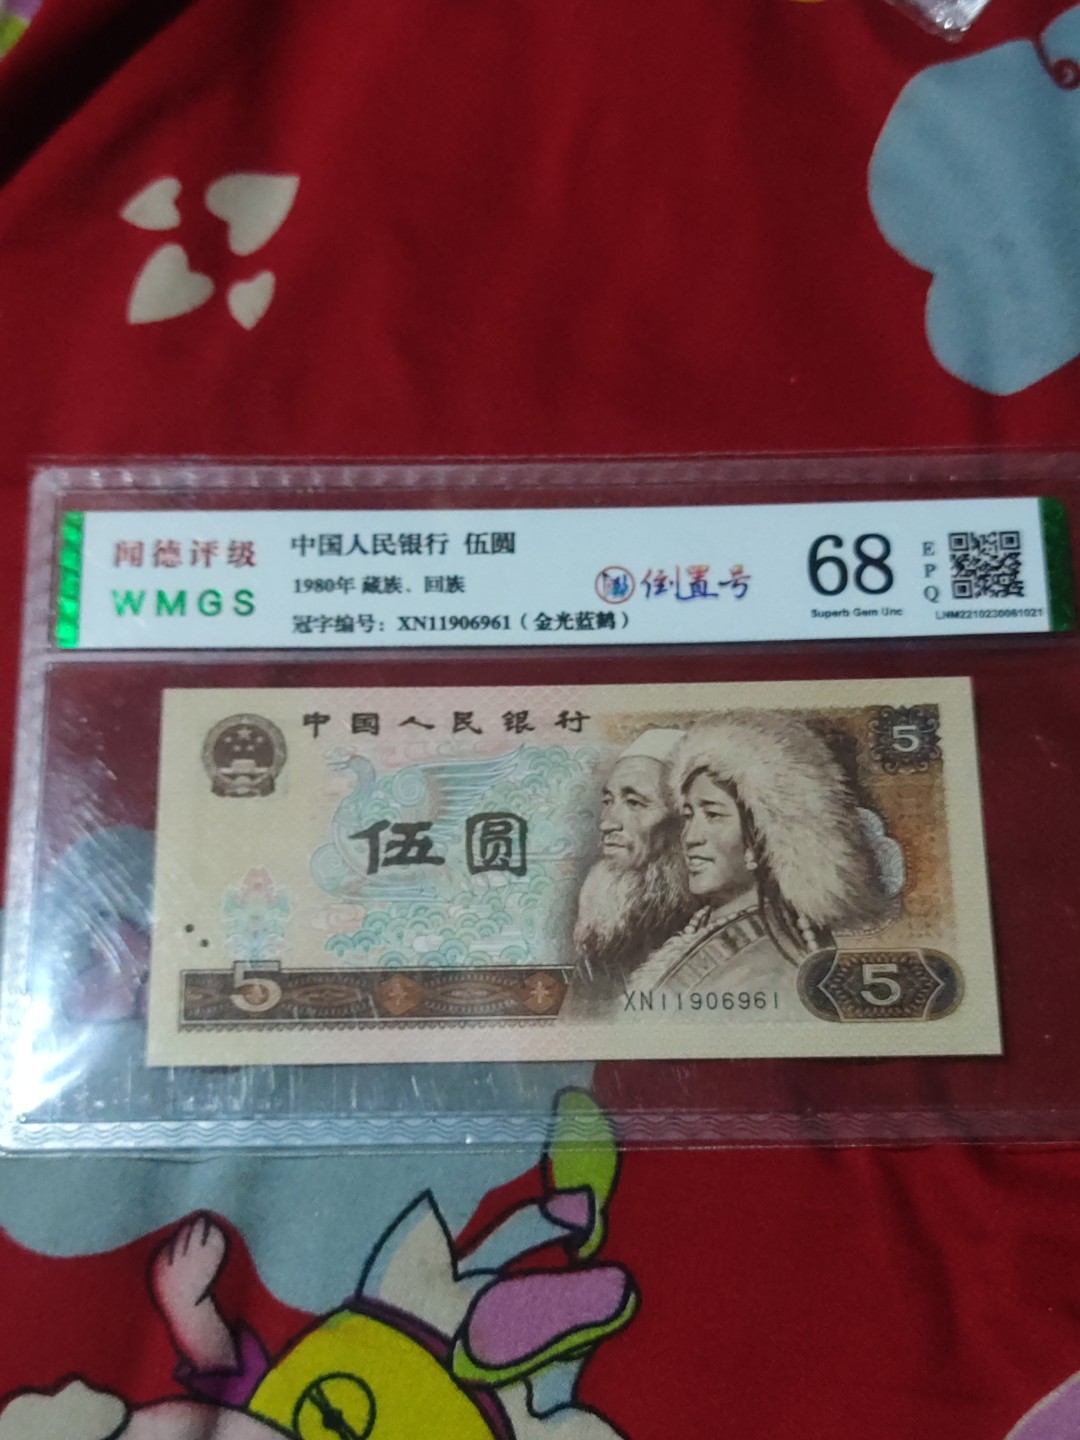 闻德评级
WMGS
中国人民银行 伍圆
1980年 藏族、回族
冠字编号：XN11906961（金光蓝鹤）
倒置号
68
Superb Gem Unc
EPQ
LNM2210230061021
中国人民银行
5
伍圆
5
XN11906961
5